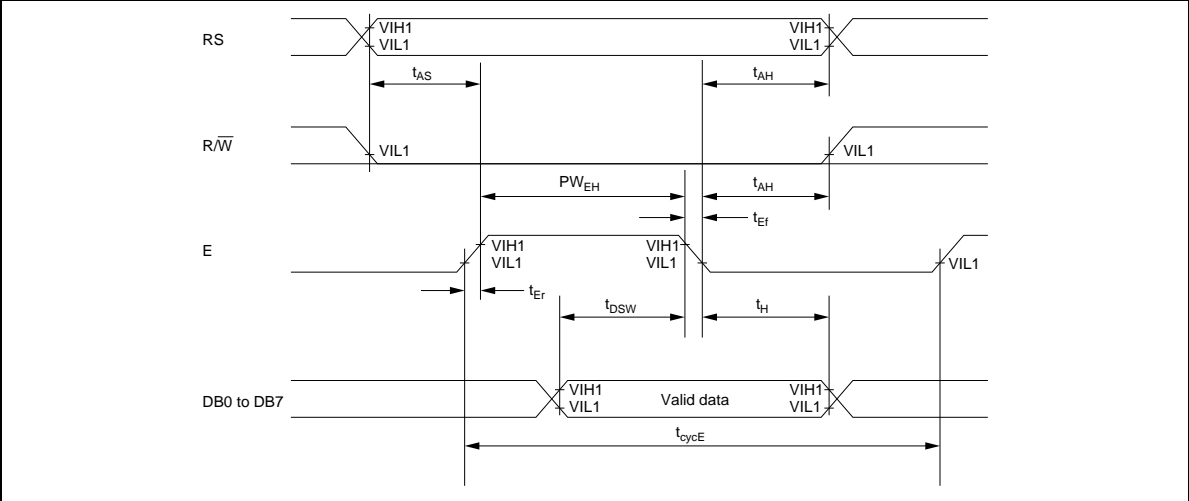 RS
VIH1
VIL1
VIH1
VIL1
tAS
tAH
R/W̅
VIL1
VIL1
PWEH
tAH
tEf
E
VIH1
VIL1
VIH1
VIL1
VIL1
tEr
tDSW
tH
DB0 to DB7
VIH1
VIL1
Valid data
VIH1
VIL1
tcycE